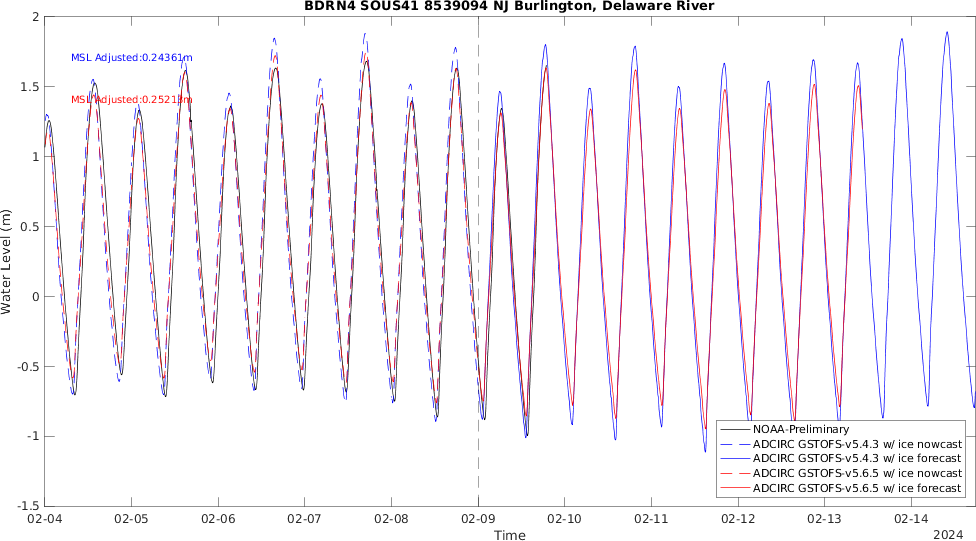 BDRN4 SOUS41 8539094 NJ Burlington, Delaware River
2
MSL Adjusted:0.24361m
1.5
MSL Adjusted:0.25213m
1
0.5
Water Level (m)
0
-0.5
-1
-1.5
NOAA-Preliminary
ADCIRC GSTOFS-v5.4.3 w/ ice nowcast
ADCIRC GSTOFS-v5.4.3 w/ ice forecast
ADCIRC GSTOFS-v5.6.5 w/ ice nowcast
ADCIRC GSTOFS-v5.6.5 w/ ice forecast
02-04 02-05 02-06 02-07 02-08 02-09 02-10 02-11 02-12 02-13 02-14
Time
2024